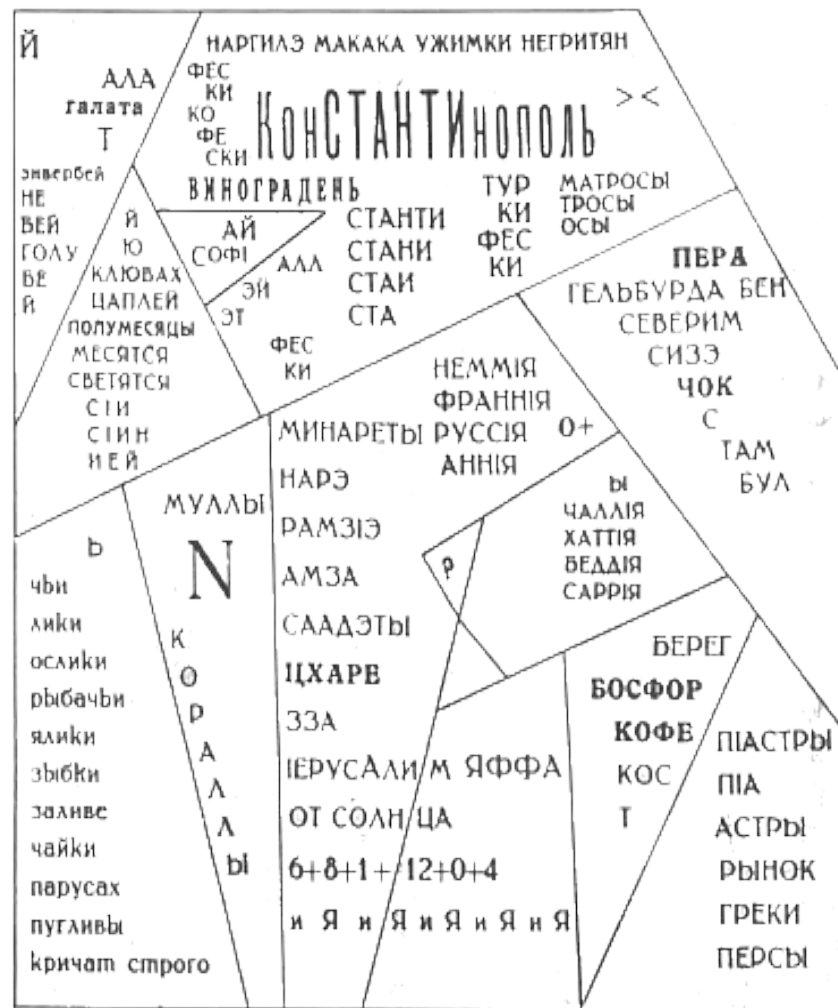 Й
АЛА
галата
Т
энвербей
НЕ
ВЕЙ
ГОЛУ
БЕ
Й
НАРГИЛЭ МАКАКА УЖИМКИ НЕГРИТЯН
ФЕС
КИ
КО
ФЕ
СКИ
КонСТАНТИнополь
> <
ВИНОГРАДЕНЬ
АЙ
СОФІ
АЛЛ
ЭЙ
ЭТ
ФЕС
КИ
СТАНТИ
СТАНИ
СТАИ
СТА
ТУР
КИ
ФЕС
КИ
МАТРОСЫ
ТРОСЫ
ОСЫ
Й
Ю
КЛЮВАХ
ЦАПЛЕЙ
ПОЛУМЕСЯЦЫ
МЕСЯТСЯ
СВЕТЯТСЯ
СІИ
СІИН
ИЕЙ
ПЕРА
ГЕЛЬБУРДА БЕН
СЕВЕРИМ
СИЗЭ
ЧОК
С
ТАМ
БУЛ
НЕММІЯ
ФРАННІЯ
РУССІЯ
АННІЯ
О+
МИНАРЕТЫ
НАРЭ
РАМЗІЭ
АМЗА
СААДЭТЫ
ЦХАРЕ
ЗЗА
ІЕРУСАЛИМ ЯФФА
ОТ СОЛНЦА
6+8+1+12+0+4
и Я и Я и Я и Я и Я
Р
Ы
ЧАЛЛІЯ
ХАТТІЯ
БЕДДІЯ
САРРІЯ
МУЛЛЫ
N
К
О
Р
А
Л
Л
Ы
Ь
чьи
лики
ослики
рыбачьи
ялики
зыбки
заливе
чайки
парусах
пугливы
кричат строго
БЕРЕГ
БОСФОР
КОФЕ
КОС
Т
ПІАСТРЫ
ПІА
АСТРЫ
РЫНОК
ГРЕКИ
ПЕРСЫ